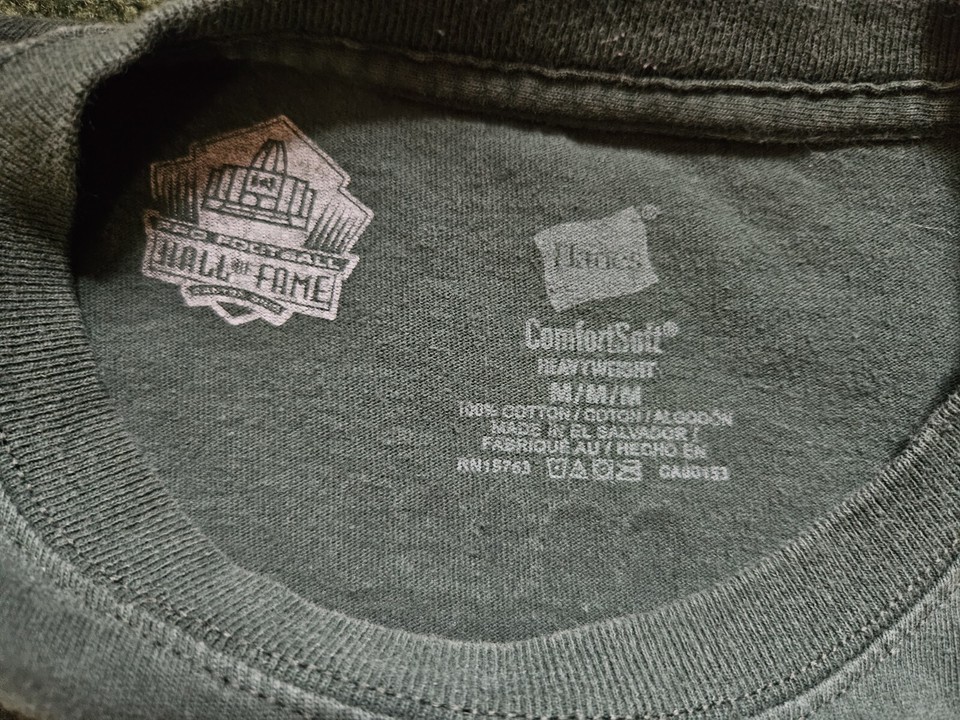 PRO FOOTBALL
HALL OF FAME
Hanes ®
ComfortSoft®
HEAVYWEIGHT
M/M/M
100% COTTON / COTON / ALGODÓN
MADE IN EL SALVADOR /
FABRIQUÉ AU / HECHO EN
RN15763 CA00153